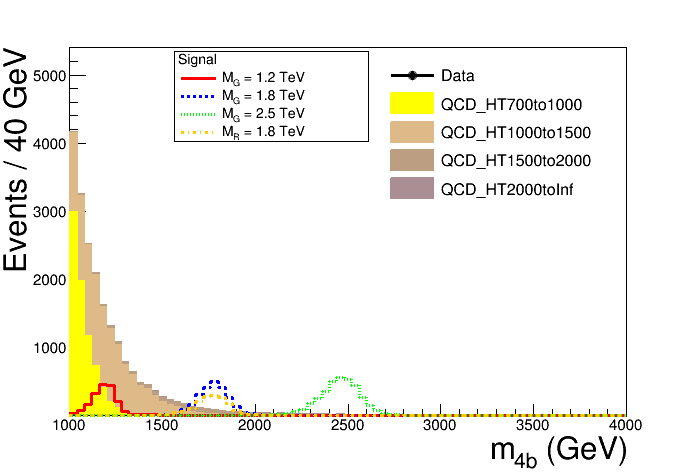 Events / 40 GeV
5000
4000
3000
2000
1000
Signal
M_G = 1.2 TeV
M_G = 1.8 TeV
M_G = 2.5 TeV
M_R = 1.8 TeV
Data
QCD_HT700to1000
QCD_HT1000to1500
QCD_HT1500to2000
QCD_HT2000toInf
1000 1500 2000 2500 3000 3500 4000
m_4b (GeV)